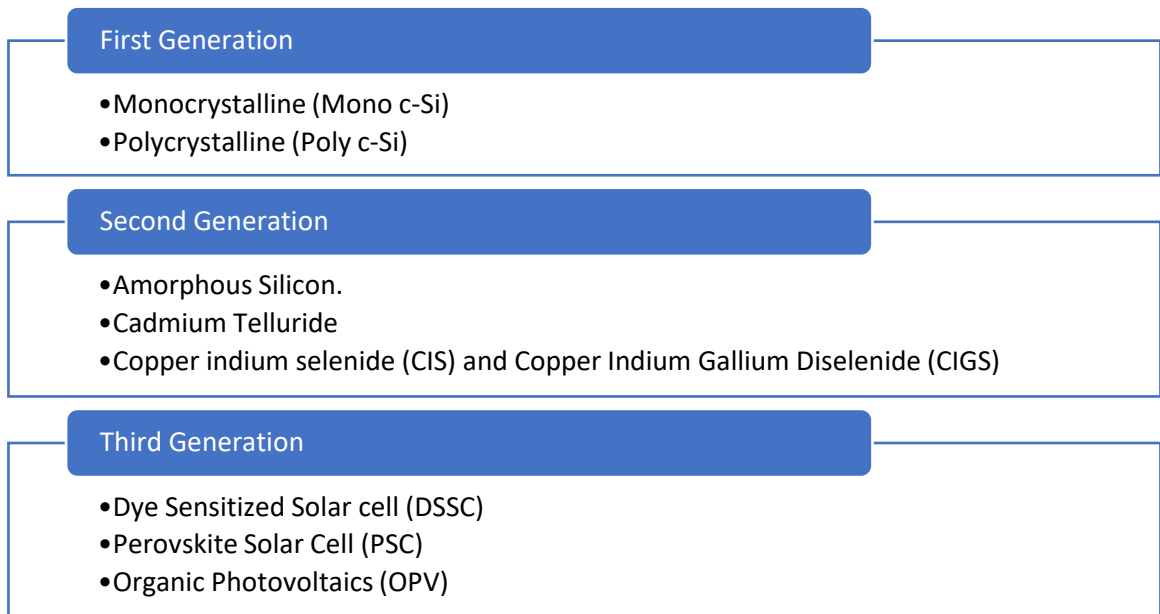 First Generation
•Monocrystalline (Mono c-Si)
•Polycrystalline (Poly c-Si)
Second Generation
•Amorphous Silicon.
•Cadmium Telluride
•Copper indium selenide (CIS) and Copper Indium Gallium Diselenide (CIGS)
Third Generation
•Dye Sensitized Solar cell (DSSC)
•Perovskite Solar Cell (PSC)
•Organic Photovoltaics (OPV)